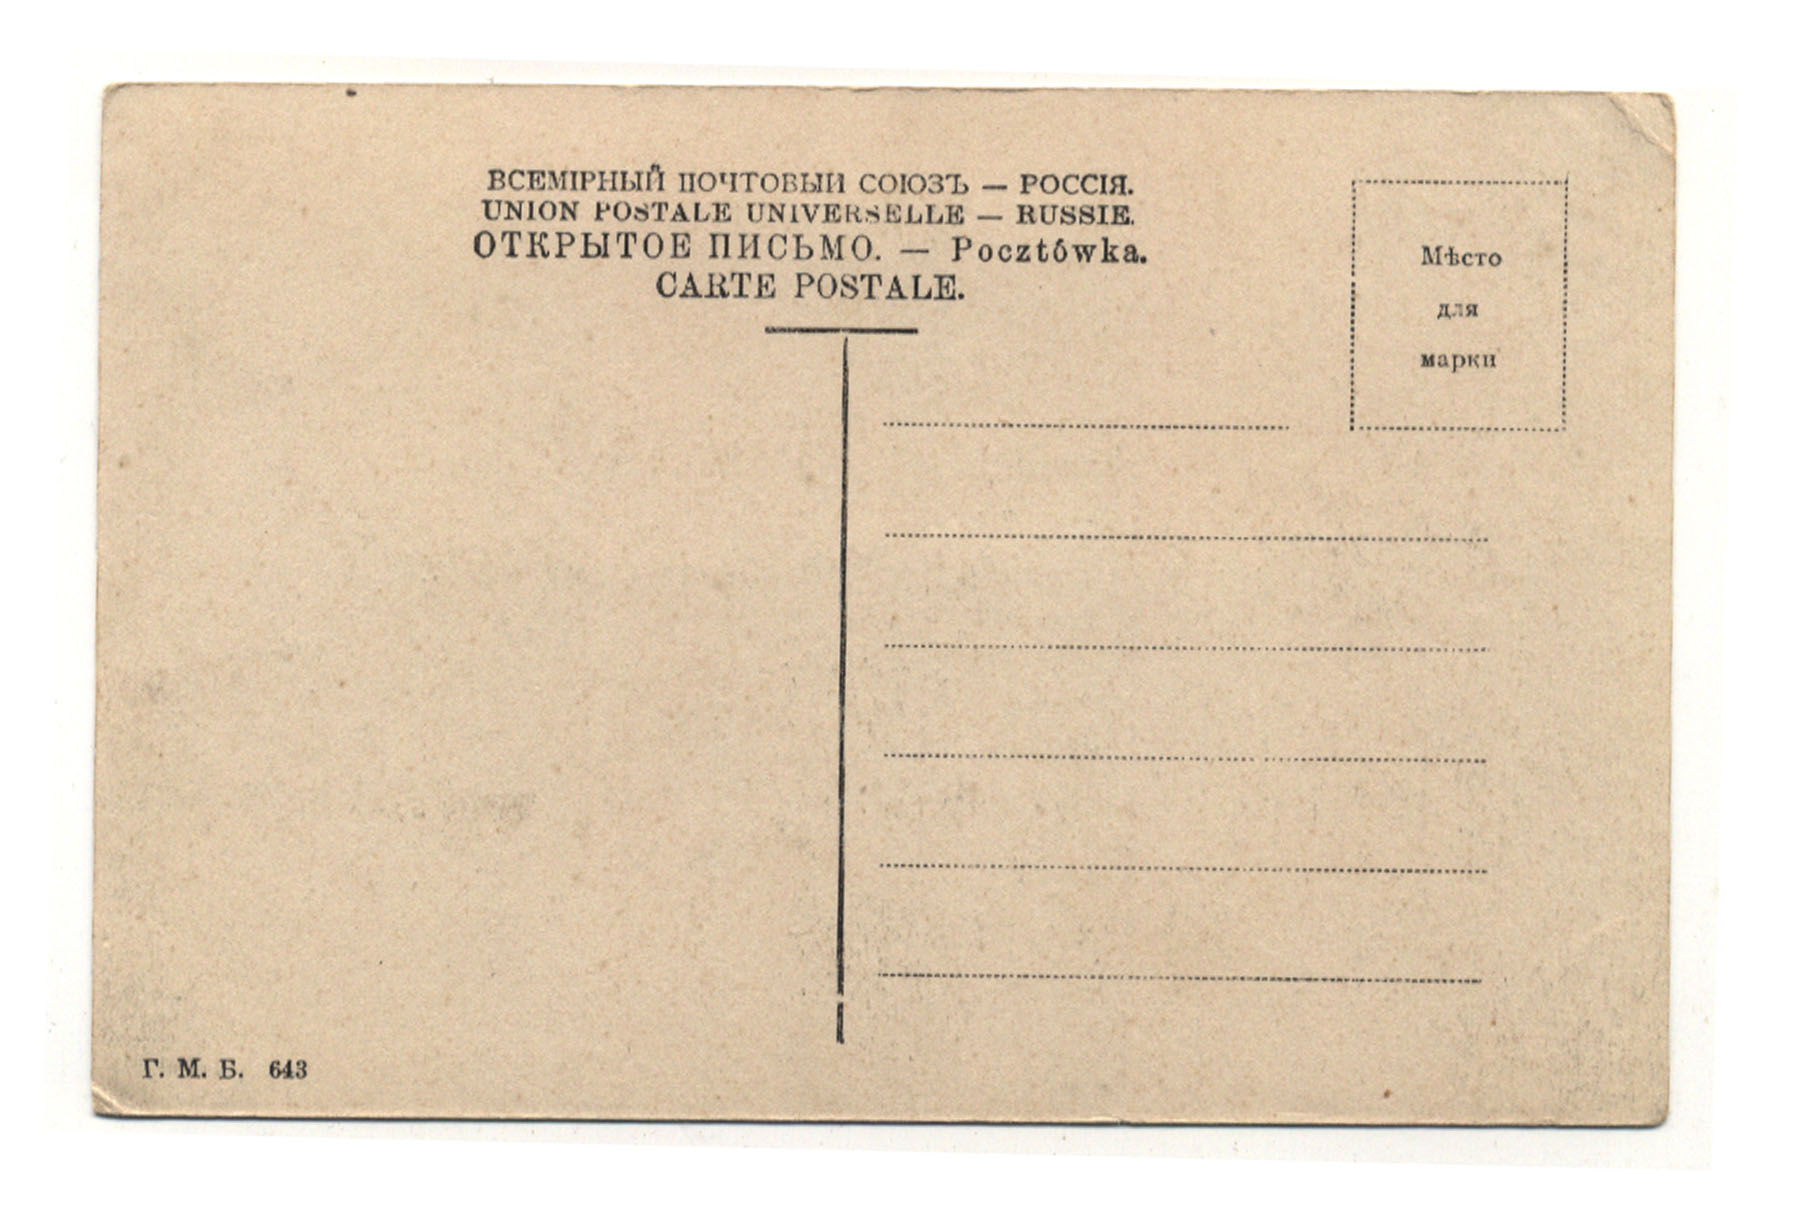 ВСЕМІРНЫЙ ПОЧТОВЫЙ СОЮЗЪ — РОССІЯ.
UNION POSTALE UNIVERSELLE — RUSSIE.
ОТКРЫТОЕ ПИСЬМО. — Pocztówka.
CARTE POSTALE.
Мѣсто
для
марки
Г. М. Б. 643